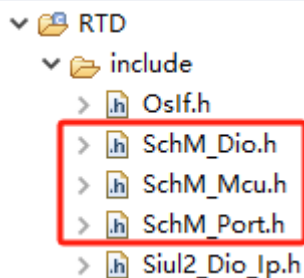 RTD
include
OsIf.h
SchM_Dio.h
SchM_Mcu.h
SchM_Port.h
Siul2_Dio_Ip.h